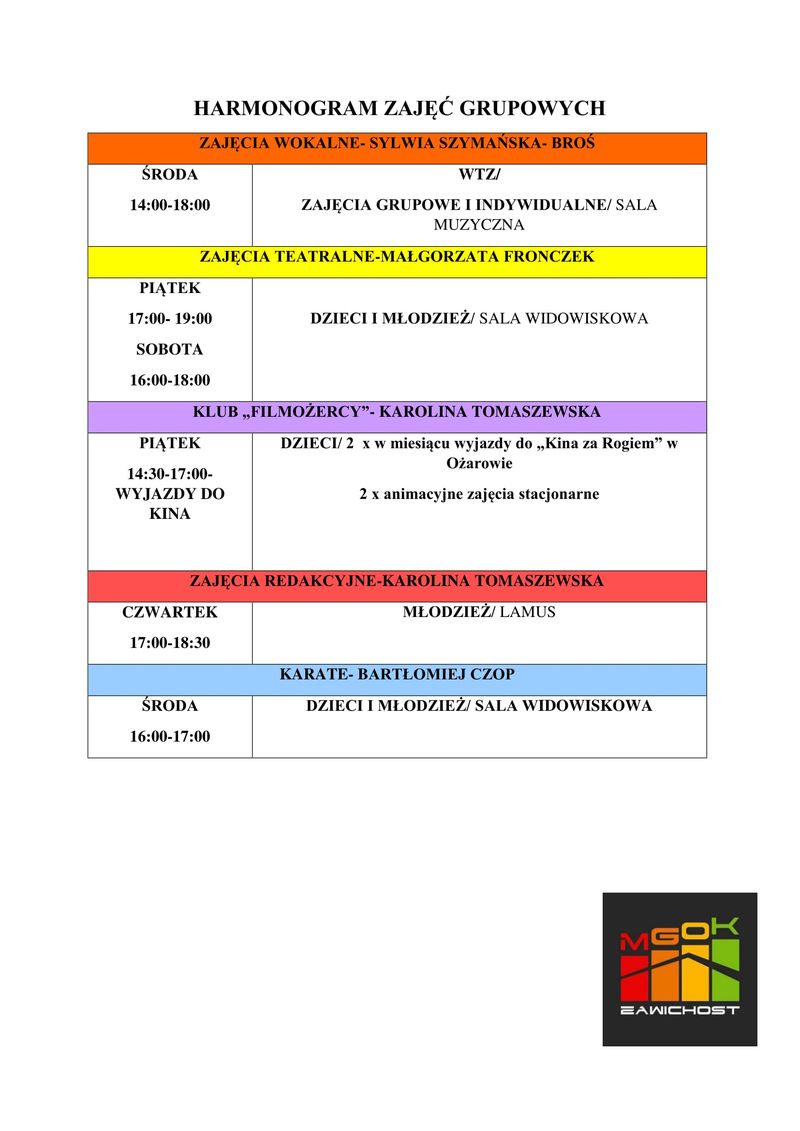 HARMONOGRAM ZAJĘĆ GRUPOWYCH
ZAJĘCIA WOKALNE- SYLWIA SZYMAŃSKA- BROŚ
ŚRODA
14:00-18:00
WTZ/
ZAJĘCIA GRUPOWE I INDYWIDUALNE/ SALA
MUZYCZNA
ZAJĘCIA TEATRALNE-MAŁGORZATA FRONCZEK
PIĄTEK
17:00- 19:00
SOBOTA
16:00-18:00
DZIECI I MŁODZIEŻ/ SALA WIDOWISKOWA
KLUB „FILMOŻERCY”- KAROLINA TOMASZEWSKA
PIĄTEK
14:30-17:00-
WYJAZDY DO
KINA
DZIECI/ 2  x w miesiącu wyjazdy do „Kina za Rogiem” w
Ożarowie
2 x animacyjne zajęcia stacjonarne
ZAJĘCIA REDAKCYJNE-KAROLINA TOMASZEWSKA
CZWARTEK
17:00-18:30
MŁODZIEŻ/ LAMUS
KARATE- BARTŁOMIEJ CZOP
ŚRODA
16:00-17:00
DZIECI I MŁODZIEŻ/ SALA WIDOWISKOWA
MGOK
ZAWICHOST